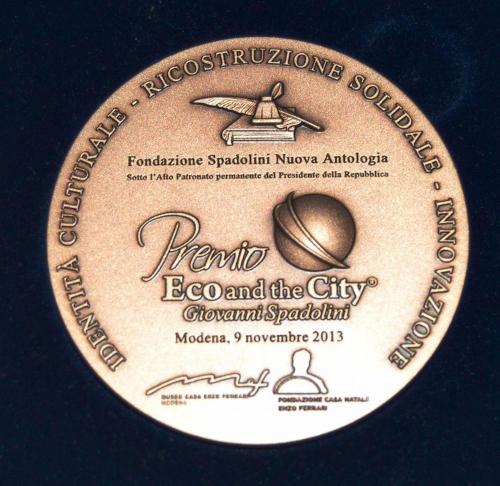 IDENTITÀ CULTURALE - RICOSTRUZIONE SOLIDALE - INNOVAZIONE
Fondazione Spadolini Nuova Antologia
Sotto l'Alto Patronato permanente del Presidente della Repubblica
Premio
Eco and the City®
Giovanni Spadolini
Modena, 9 novembre 2013
mef
MUSEO CASA ENZO FERRARI
MODENA
FONDAZIONE CASA NATALE
ENZO FERRARI